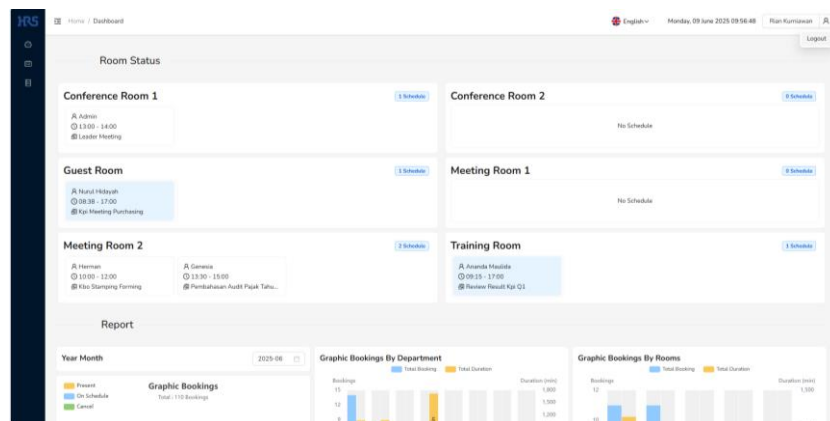 HRS
Home / Dashboard
English
Monday, 09 June 2025 09:56:48
Rian Kurniawan
Logout
Room Status
Conference Room 1
1 Schedule
Admin
13:00 - 14:00
Leader Meeting
Conference Room 2
0 Schedule
No Schedule
Guest Room
1 Schedule
Nurul Hidayah
08:38 - 17:00
Kpi Meeting Purchasing
Meeting Room 1
0 Schedule
No Schedule
Meeting Room 2
2 Schedule
Herman
10:00 - 12:00
Kbo Stamping Forming
Genesia
13:30 - 15:00
Pembahasan Audit Pajak Tahu...
Training Room
1 Schedule
Ananda Maulida
09:15 - 17:00
Review Result Kpi Q1
Report
Year Month
2025-06
Present
On Schedule
Cancel
Graphic Bookings
Total : 110 Bookings
Graphic Bookings By Department
Total Booking
Total Duration
Bookings
Duration (min)
15
1,800
12
1,500
1,200
Graphic Bookings By Rooms
Total Booking
Total Duration
Bookings
Duration (min)
12
1,500
10